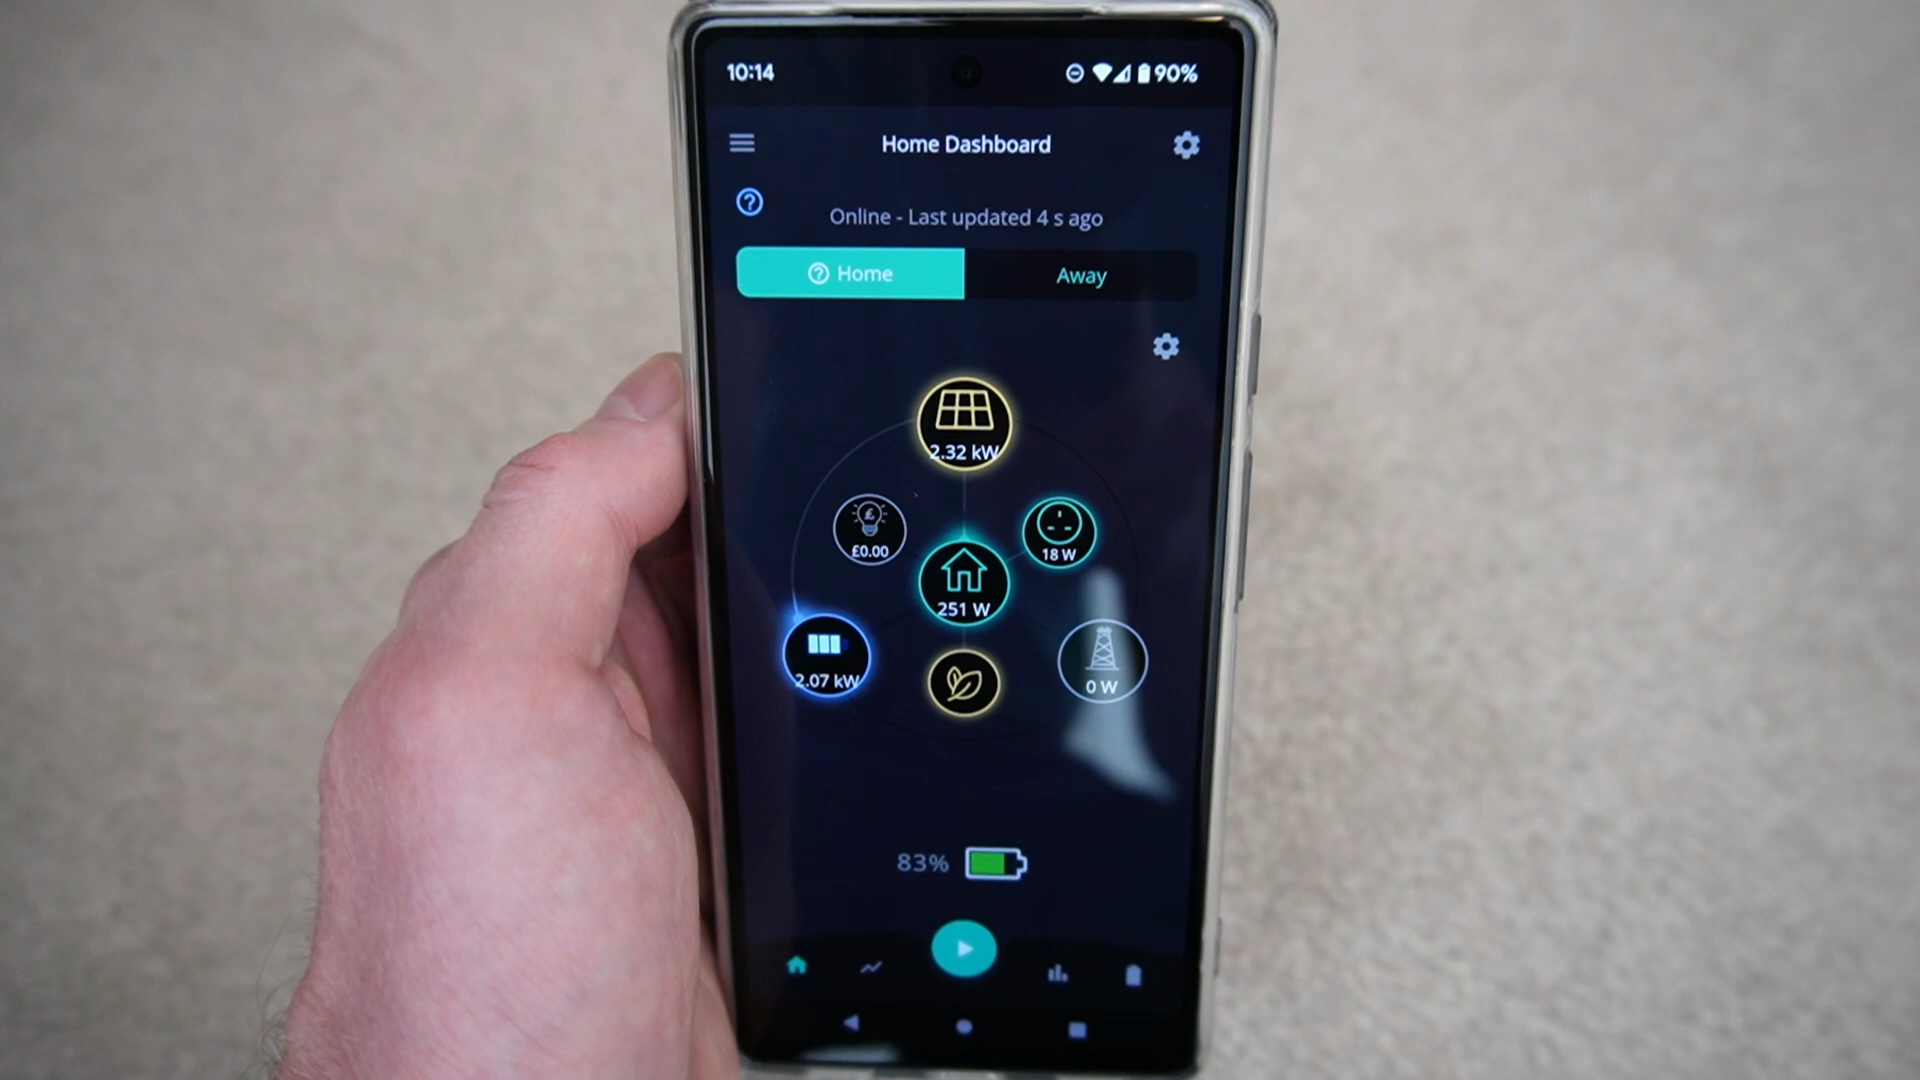 10:14 90%
Home Dashboard
Online - Last updated 4 s ago
Home Away
2.32 kW
£
£0.00
18 W
251 W
2.07 kW
0 W
83%